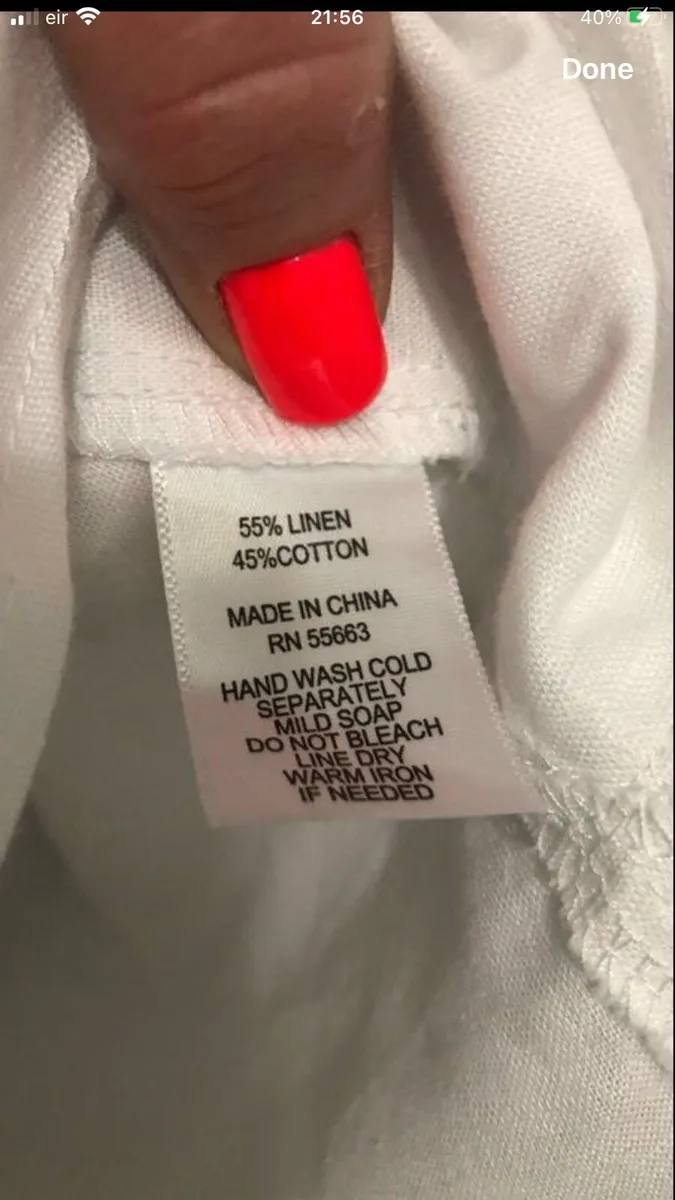 eir 21:56 40%
Done
55% LINEN
45%COTTON
MADE IN CHINA
RN 55663
HAND WASH COLD
SEPARATELY
MILD SOAP
DO NOT BLEACH
LINE DRY
WARM IRON
IF NEEDED